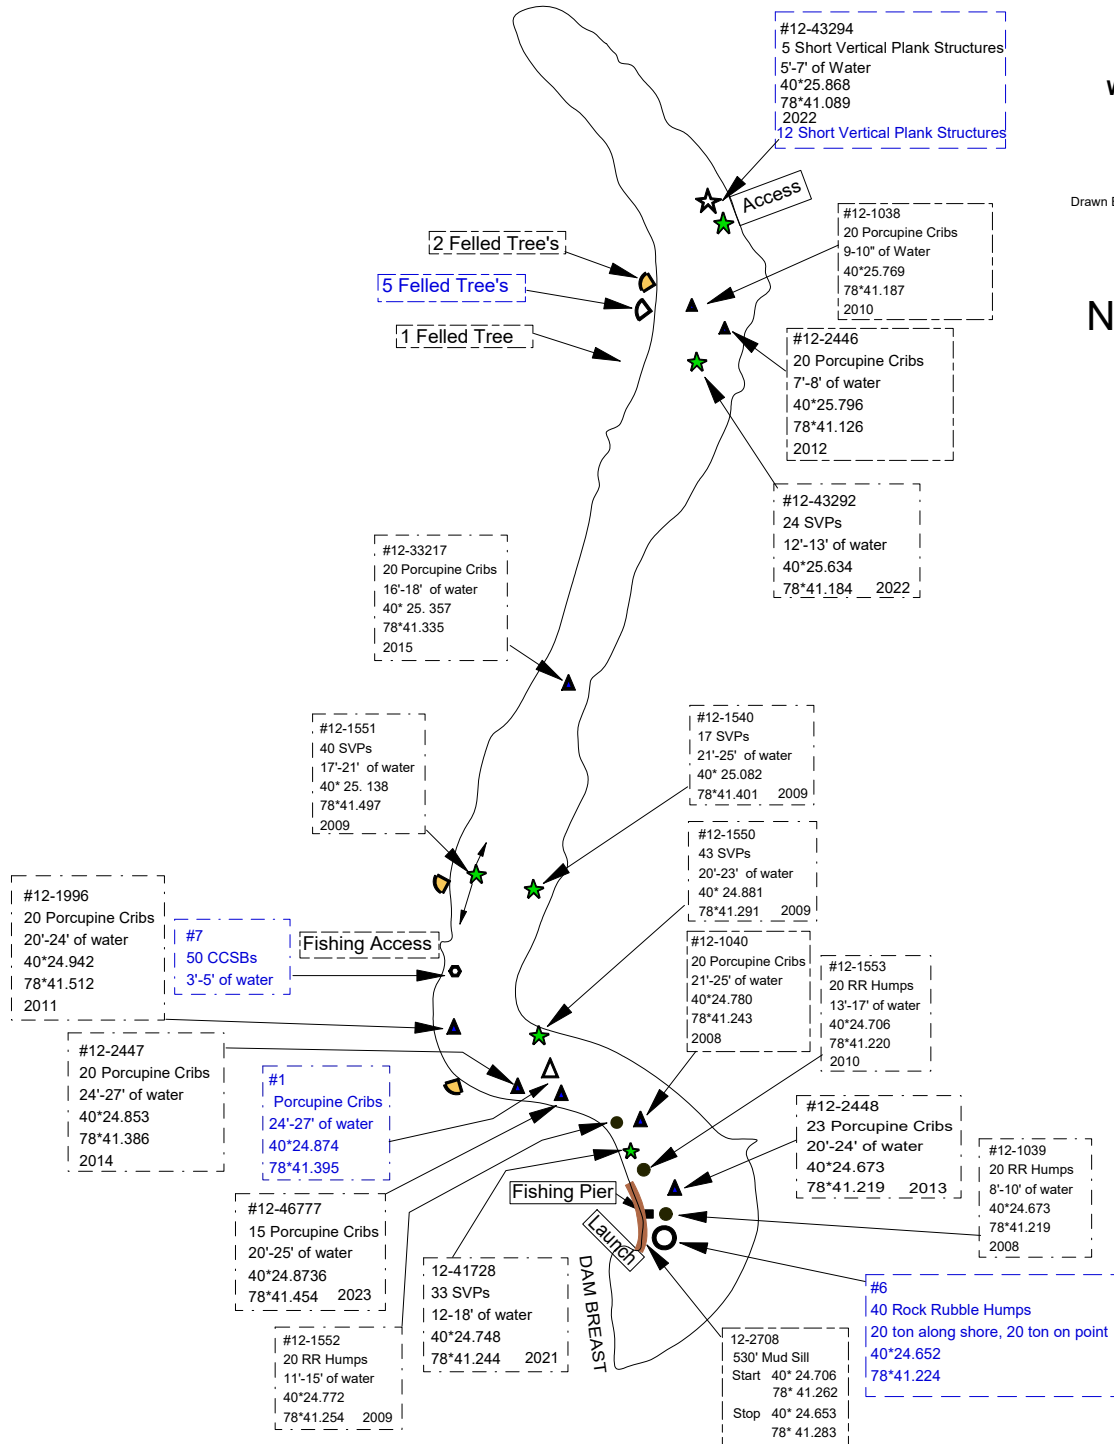 #12-43294
5 Short Vertical Plank Structures
5'-7' of Water
40*25.868
78*41.089
2022
12 Short Vertical Plank Structures
W
Drawn B
N
Access
#12-1038
20 Porcupine Cribs
9-10" of Water
40*25.769
78*41.187
2010
2 Felled Tree's
5 Felled Tree's
1 Felled Tree
#12-2446
20 Porcupine Cribs
7'-8' of water
40*25.796
78*41.126
2012
#12-43292
24 SVPs
12'-13' of water
40*25.634
78*41.184 2022
#12-33217
20 Porcupine Cribs
16'-18' of water
40* 25. 357
78*41.335
2015
#12-1551
40 SVPs
17'-21' of water
40* 25. 138
78*41.497
2009
#12-1540
17 SVPs
21'-25' of water
40* 25.082
78*41.401 2009
#12-1550
43 SVPs
20'-23' of water
40* 24.881
78*41.291 2009
#12-1996
20 Porcupine Cribs
20'-24' of water
40*24.942
78*41.512
2011
#7
50 CCSBs
3'-5' of water
Fishing Access
#12-1040
20 Porcupine Cribs
21'-25' of water
40*24.780
78*41.243
2008
#12-1553
20 RR Humps
13'-17' of water
40*24.706
78*41.220
2010
#12-2447
20 Porcupine Cribs
24'-27' of water
40*24.853
78*41.386
2014
#1
Porcupine Cribs
24'-27' of water
40*24.874
78*41.395
#12-2448
23 Porcupine Cribs
20'-24' of water
40*24.673
78*41.219 2013
#12-1039
20 RR Humps
8'-10' of water
40*24.673
78*41.219
2008
#12-46777
15 Porcupine Cribs
20'-25' of water
40*24.8736
78*41.454 2023
Fishing Pier
Launch
DAM BREAST
12-41728
33 SVPs
12-18' of water
40*24.748
78*41.244 2021
#6
40 Rock Rubble Humps
20 ton along shore, 20 ton on point
40*24.652
78*41.224
#12-1552
20 RR Humps
11'-15' of water
40*24.772
78*41.254 2009
12-2708
530' Mud Sill
Start 40* 24.706
78* 41.262
Stop 40* 24.653
78* 41.283